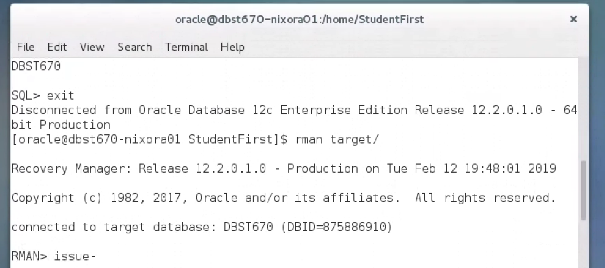 oracle@dbst670-nixora01:/home/StudentFirst
×
File Edit View Search Terminal Help
DBST670
SQL> exit
Disconnected from Oracle Database 12c Enterprise Edition Release 12.2.0.1.0 - 64
bit Production
[oracle@dbst670-nixora01 StudentFirst]$ rman target/
Recovery Manager: Release 12.2.0.1.0 - Production on Tue Feb 12 19:48:01 2019
Copyright (c) 1982, 2017, Oracle and/or its affiliates.  All rights reserved.
connected to target database: DBST670 (DBID=875886910)
RMAN> issue-